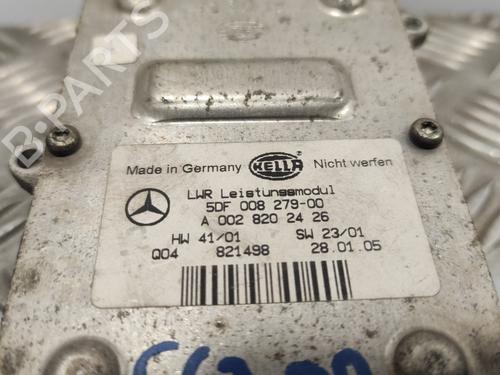 B-PARTS
Made in Germany HELLA Nicht werfen
LWR Leistungsmodul
5DF 008 279-00
A 002 820 24 26
HW 41/01 SW 23/01
Q04 821498 28.01.05